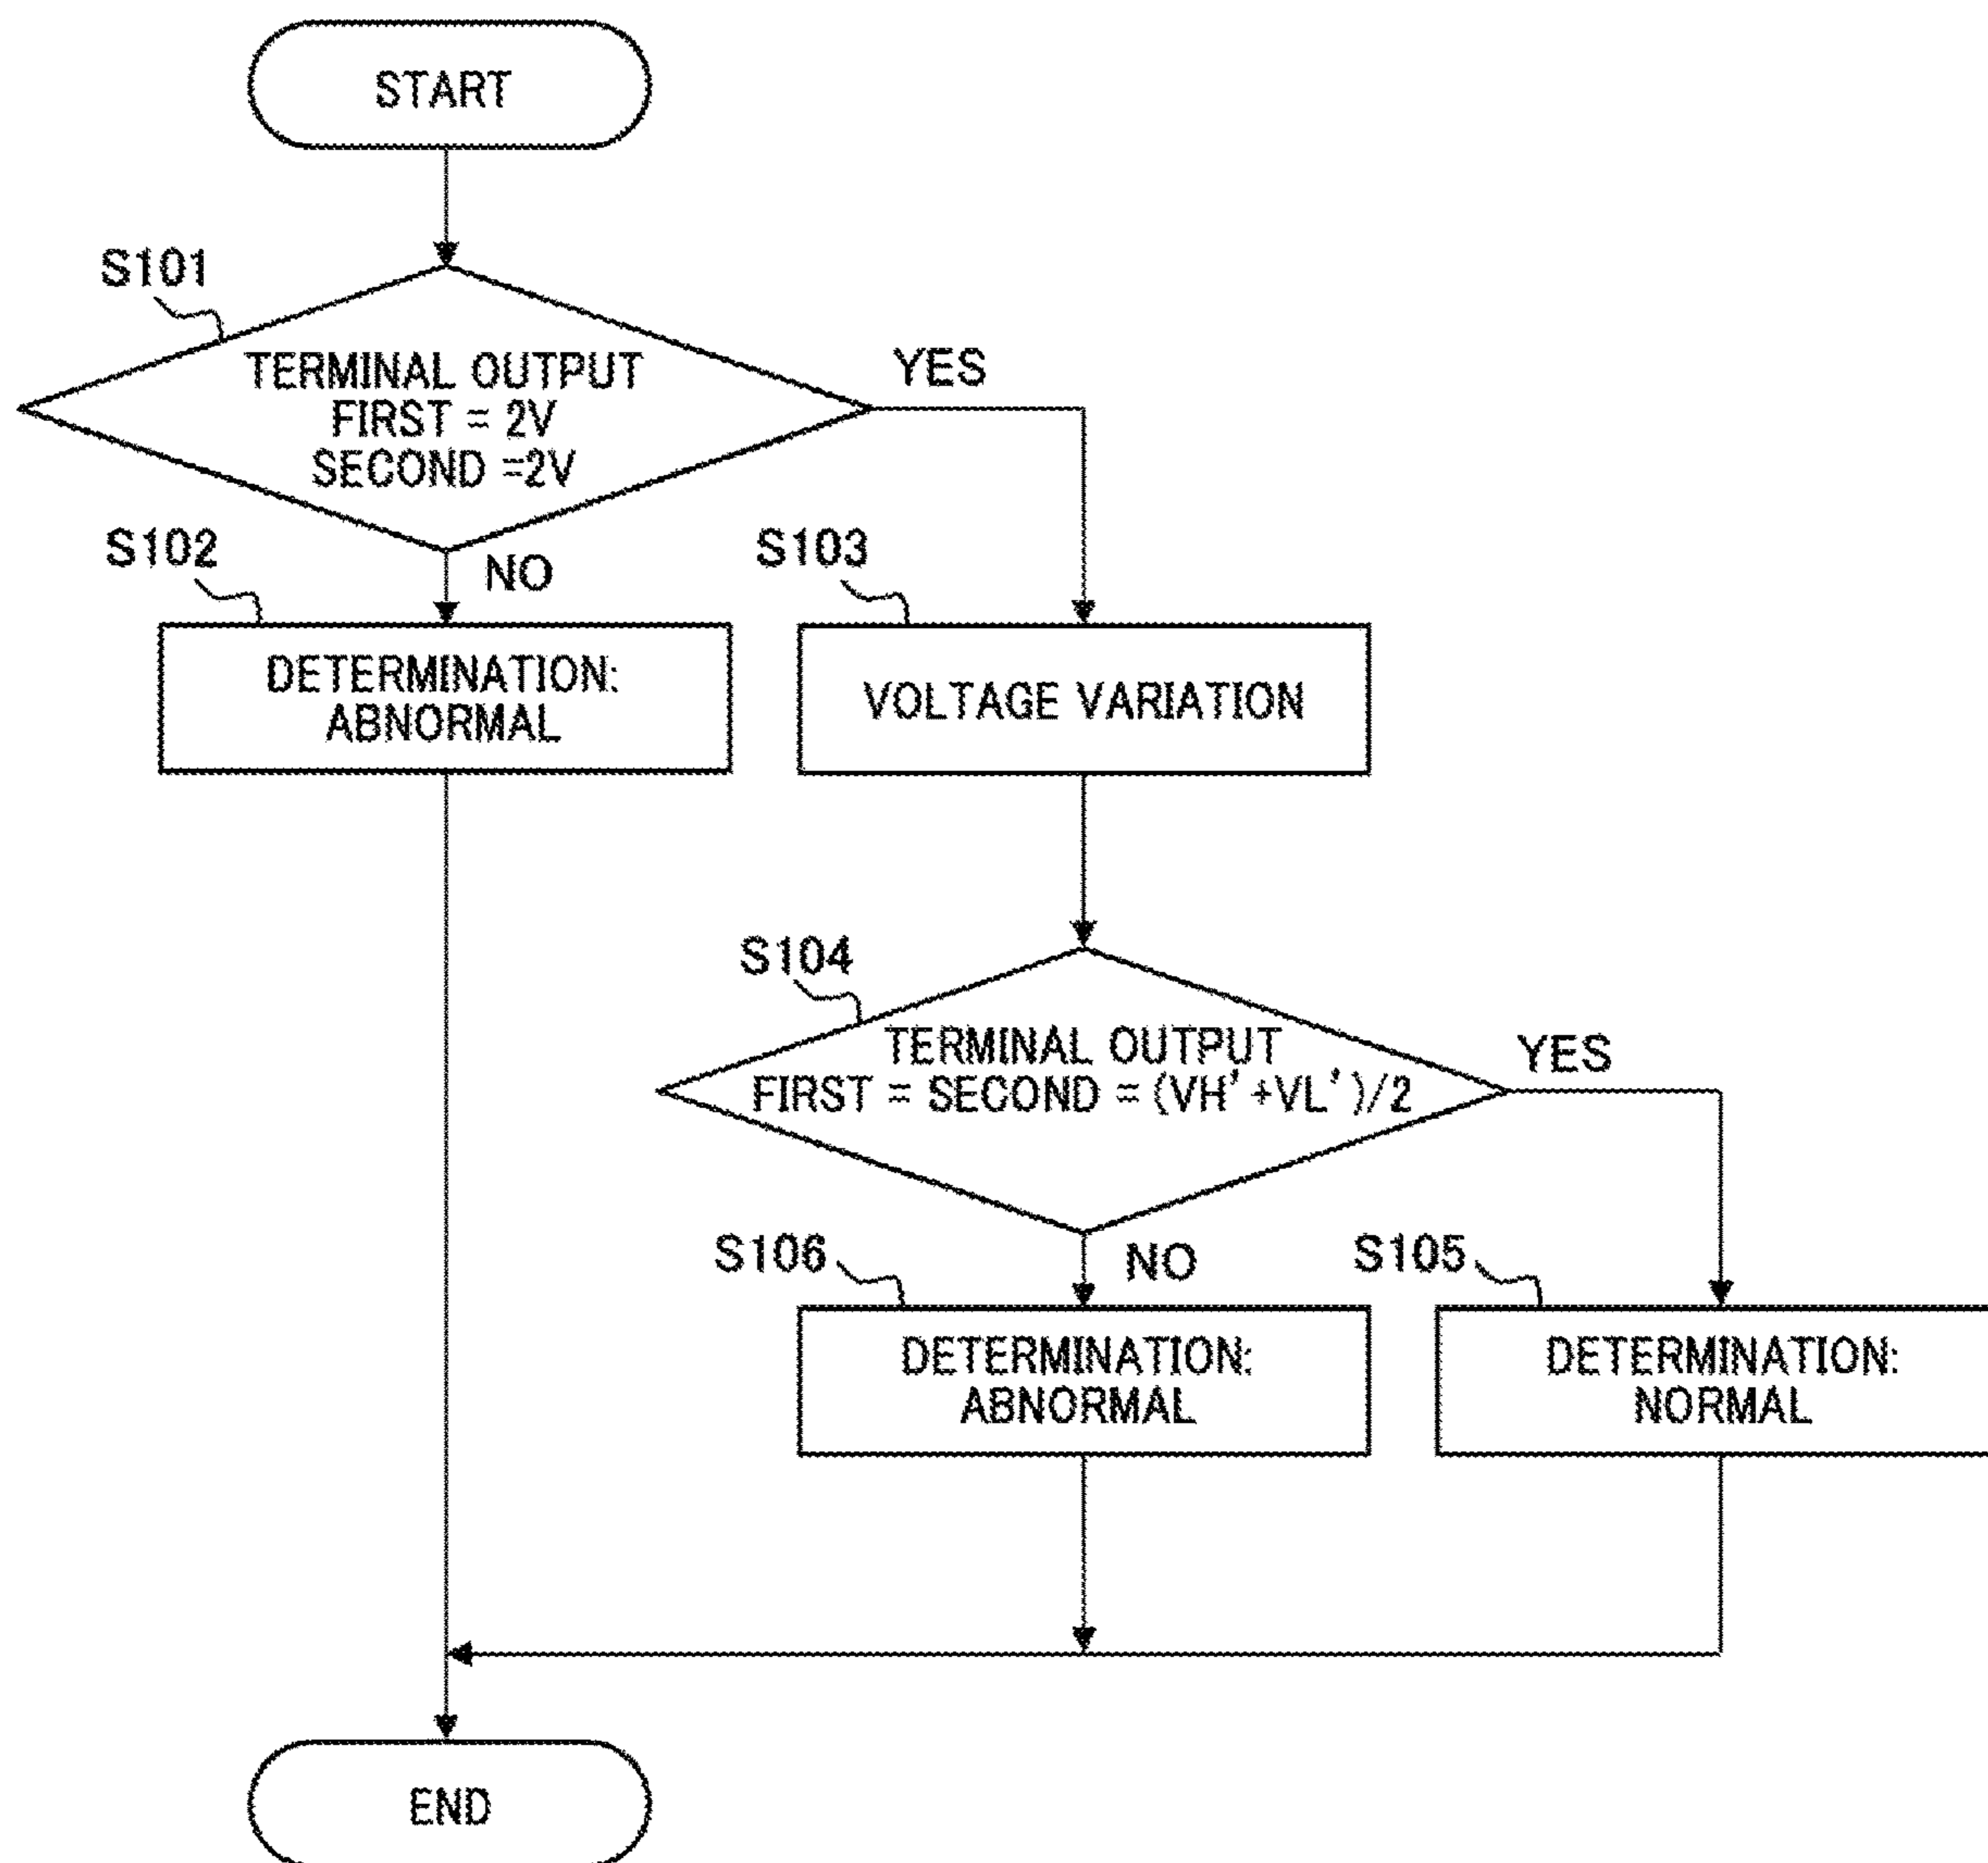 START
S101
TERMINAL OUTPUT
FIRST = 2V
SECOND =2V
YES
S102
NO
DETERMINATION:
ABNORMAL
S103
VOLTAGE VARIATION
S104
TERMINAL OUTPUT
FIRST = SECOND = (VH'+VL')/2
YES
S106
NO
DETERMINATION:
ABNORMAL
S105
DETERMINATION:
NORMAL
END